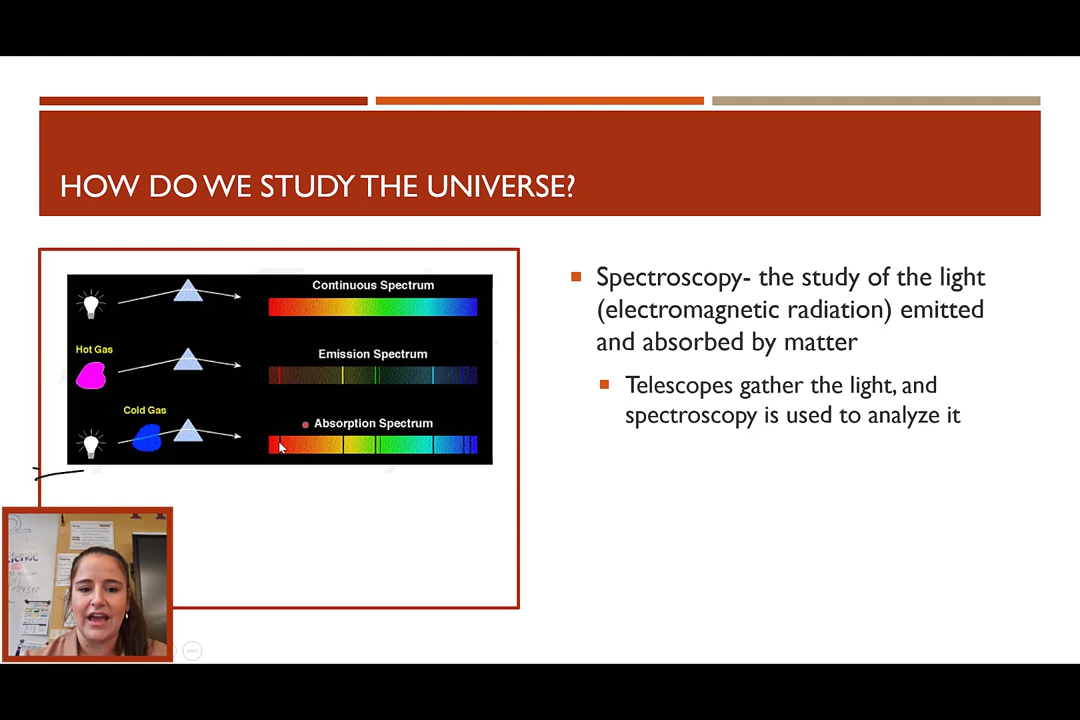 HOW DO WE STUDY THE UNIVERSE?
Continuous Spectrum
Hot Gas
Emission Spectrum
Cold Gas
Absorption Spectrum
Spectroscopy- the study of the light
(electromagnetic radiation) emitted
and absorbed by matter
Telescopes gather the light, and
spectroscopy is used to analyze it